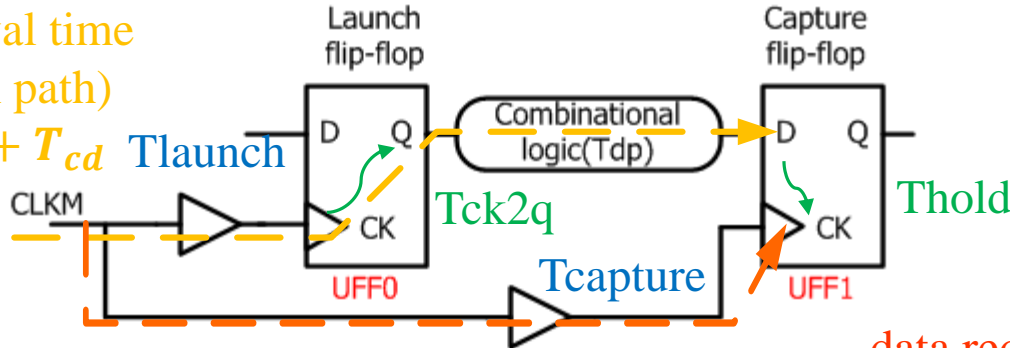 Launch
flip-flop
Capture
flip-flop
time
path)
+ T_cd
Tlaunch
D
Q
Combinational
logic(Tdp)
D
Q
CLKM
CK
Tck2q
CK
Thold
UFF0
Tcapture
UFF1
data